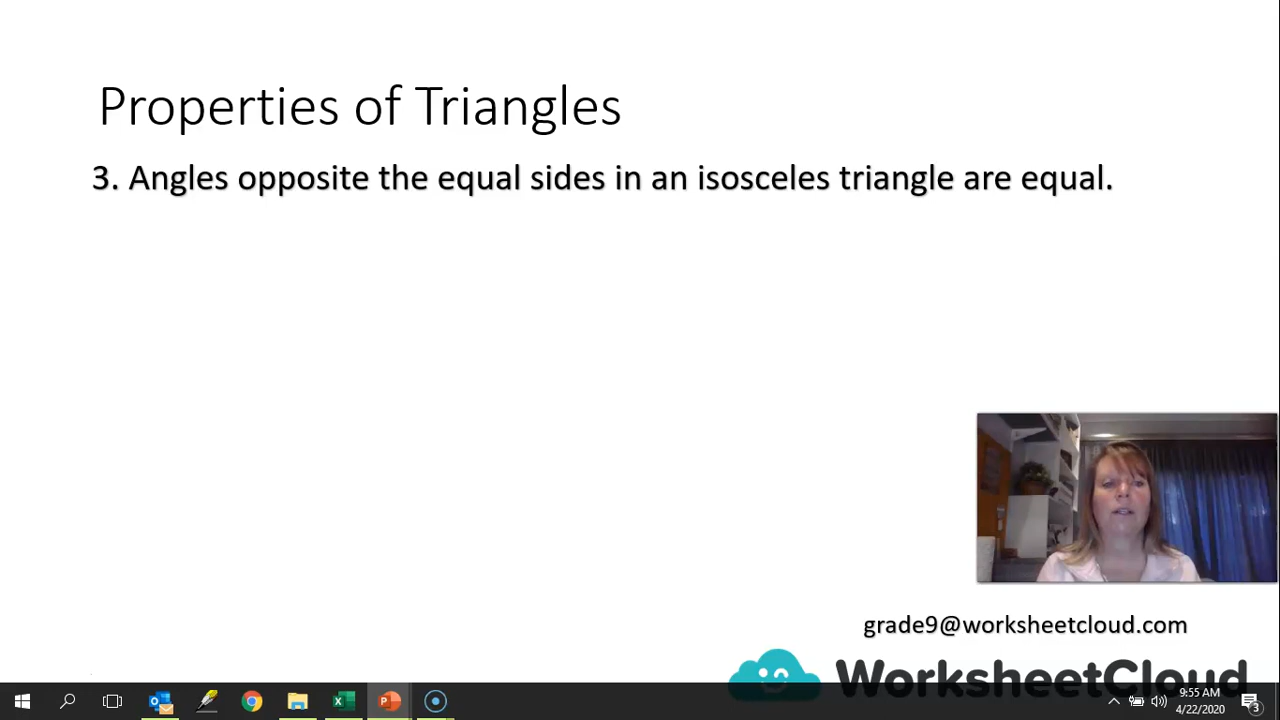 Properties of Triangles
3. Angles opposite the equal sides in an isosceles triangle are equal.
grade9@worksheetcloud.com
WorksheetCloud
9:55 AM
4/22/2020
3